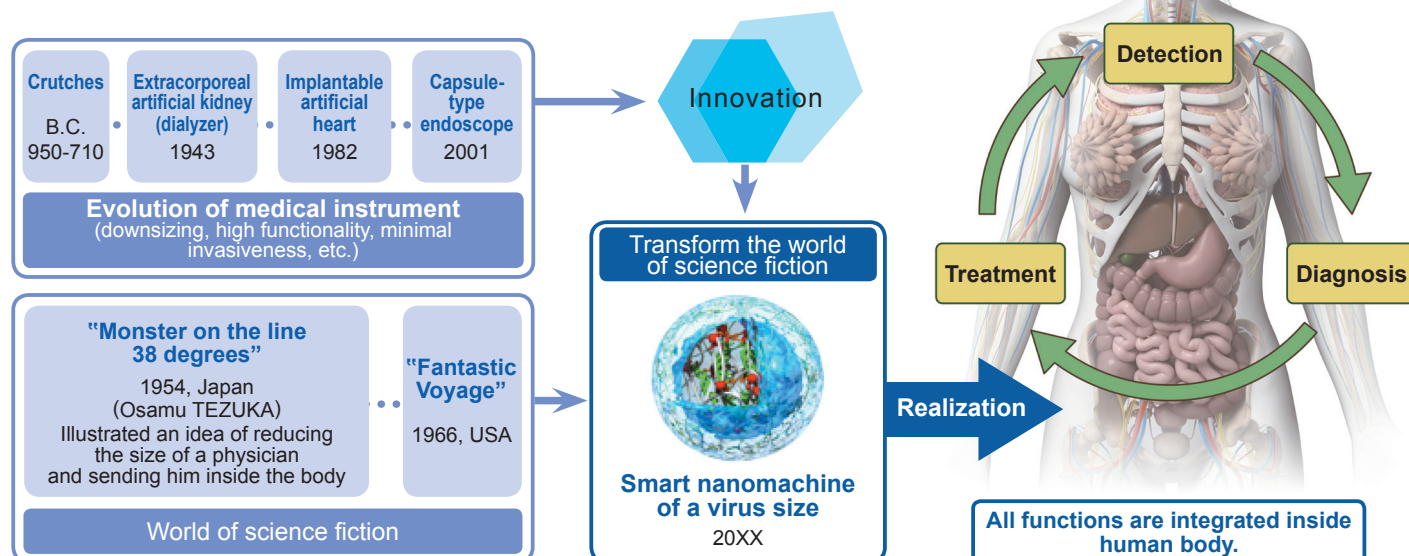 Crutches
B.C.
950-710
Extracorporeal
artificial kidney
(dialyzer)
1943
Implantable
artificial
heart
1982
Capsule-
type
endoscope
2001
Evolution of medical instrument
(downsizing, high functionality, minimal
invasiveness, etc.)
Innovation
"Monster on the line
38 degrees”
1954, Japan
(Osamu TEZUKA)
Illustrated an idea of reducing
the size of a physician
and sending him inside the body
"Fantastic
Voyage”
1966, USA
World of science fiction
Transform the world
of science fiction
Smart nanomachine
of a virus size
20XX
Realization
Detection
Treatment
Diagnosis
All functions are integrated inside
human body.